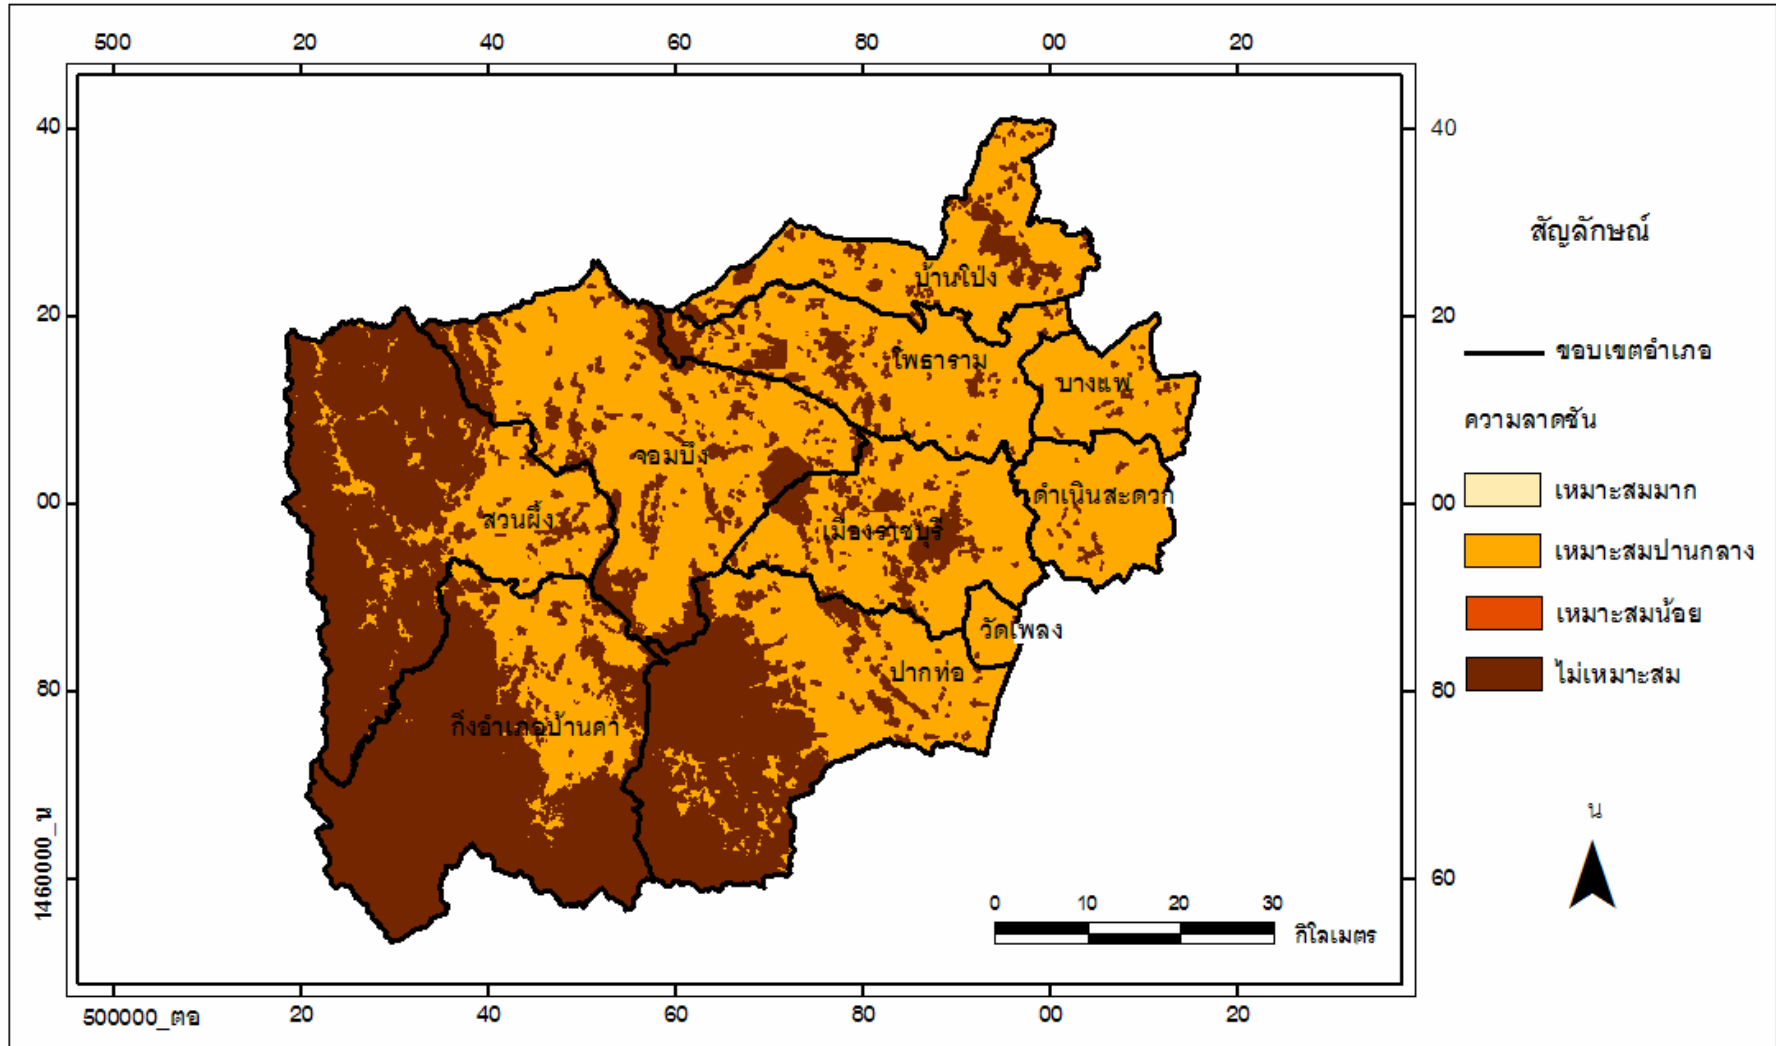 500 20 40 60 80 00 20
40 40
20 20
00 00
80 80
1460000_น 60
500000_ตอ 20 40 60 80 00 20
บ้านโป่ง
โพธาราม
บางแพ
จอมบึง
ดำเนินสะดวก
สวนผึ้ง
เมืองราชบุรี
วัดเพลง
ปากท่อ
กิ่งอำเภอบ้านคา
0 10 20 30
กิโลเมตร
สัญลักษณ์
ขอบเขตอำเภอ
ความลาดชัน
เหมาะสมมาก
เหมาะสมปานกลาง
เหมาะสมน้อย
ไม่เหมาะสม
น